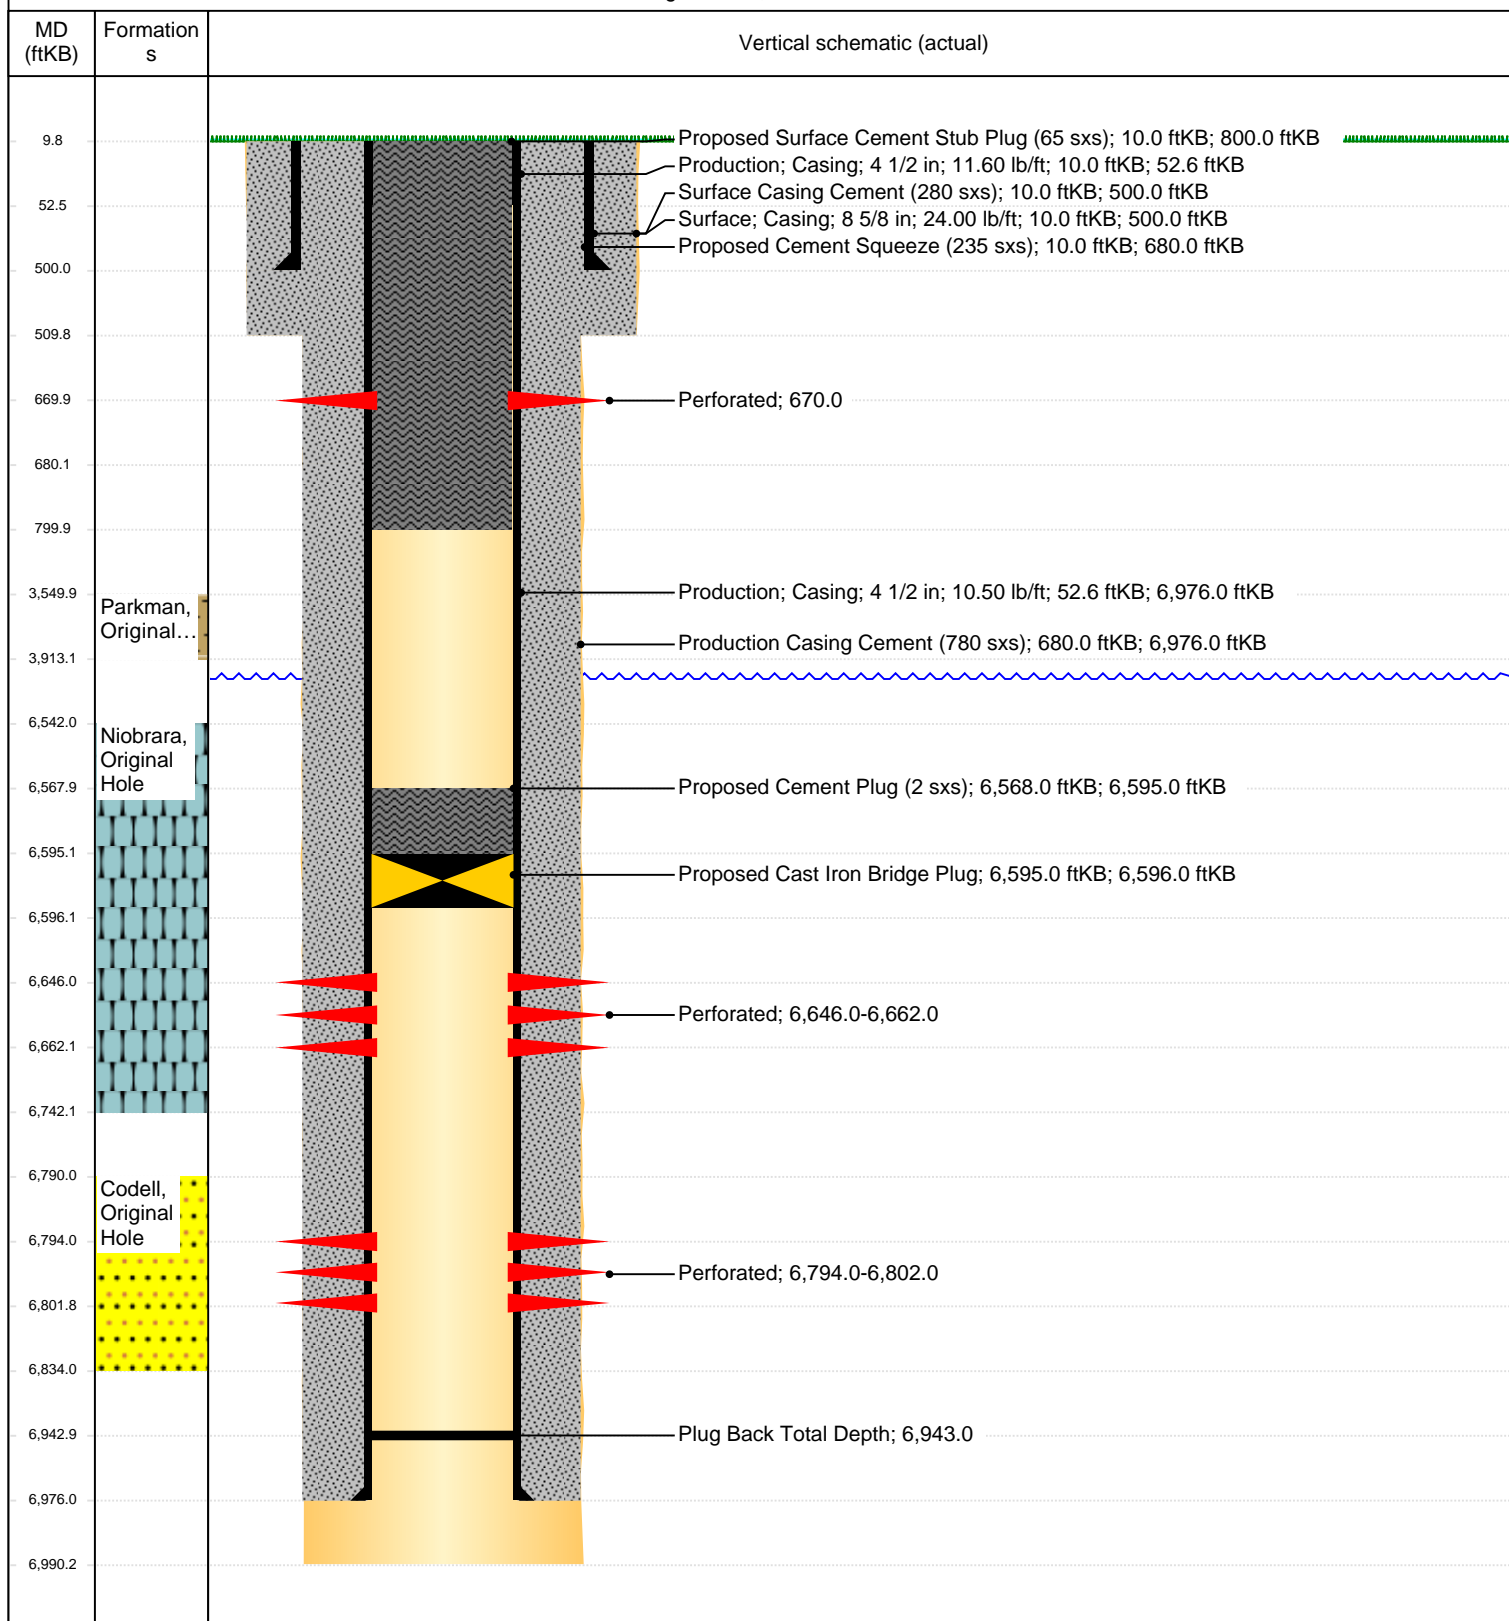 MD
(ftKB)
Formation
s
Vertical schematic (actual)
9.8
52.5
500.0
509.8
669.9
680.1
799.9
3,549.9
3,913.1
6,542.0
6,567.9
6,595.1
6,596.1
6,646.0
6,662.1
6,742.1
6,790.0
6,794.0
6,801.8
6,834.0
6,942.9
6,976.0
6,990.2
Parkman,
Original…
Niobrara,
Original
Hole
Codell,
Original
Hole
Proposed Surface Cement Stub Plug (65 sxs); 10.0 ftKB; 800.0 ftKB
Production; Casing; 4 1/2 in; 11.60 lb/ft; 10.0 ftKB; 52.6 ftKB
Surface Casing Cement (280 sxs); 10.0 ftKB; 500.0 ftKB
Surface; Casing; 8 5/8 in; 24.00 lb/ft; 10.0 ftKB; 500.0 ftKB
Proposed Cement Squeeze (235 sxs); 10.0 ftKB; 680.0 ftKB
Perforated; 670.0
Production; Casing; 4 1/2 in; 10.50 lb/ft; 52.6 ftKB; 6,976.0 ftKB
Production Casing Cement (780 sxs); 680.0 ftKB; 6,976.0 ftKB
Proposed Cement Plug (2 sxs); 6,568.0 ftKB; 6,595.0 ftKB
Proposed Cast Iron Bridge Plug; 6,595.0 ftKB; 6,596.0 ftKB
Perforated; 6,646.0-6,662.0
Perforated; 6,794.0-6,802.0
Plug Back Total Depth; 6,943.0